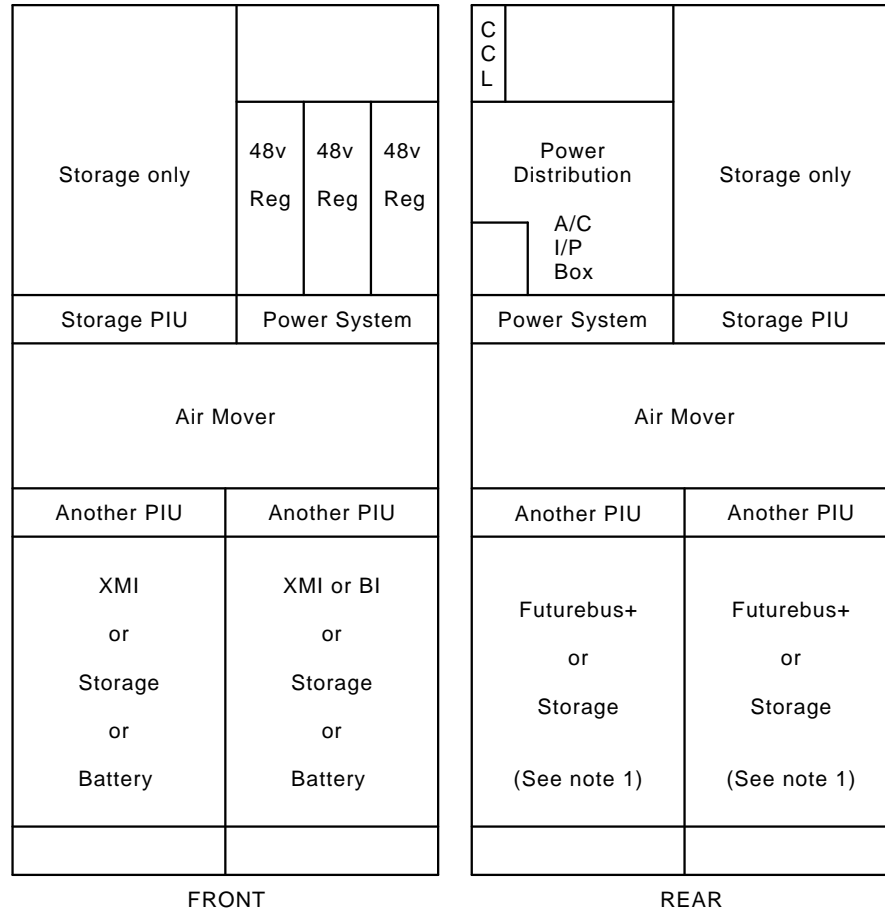 Storage only
48v
Reg
48v
Reg
48v
Reg
Storage PIU
Power System
Air Mover
Another PIU
Another PIU
XMI
or
Storage
or
Battery
XMI or BI
or
Storage
or
Battery
FRONT
C
C
L
Power
Distribution
A/C
I/P
Box
Storage only
Power System
Storage PIU
Air Mover
Another PIU
Another PIU
Futurebus+
or
Storage
(See note 1)
Futurebus+
or
Storage
(See note 1)
REAR